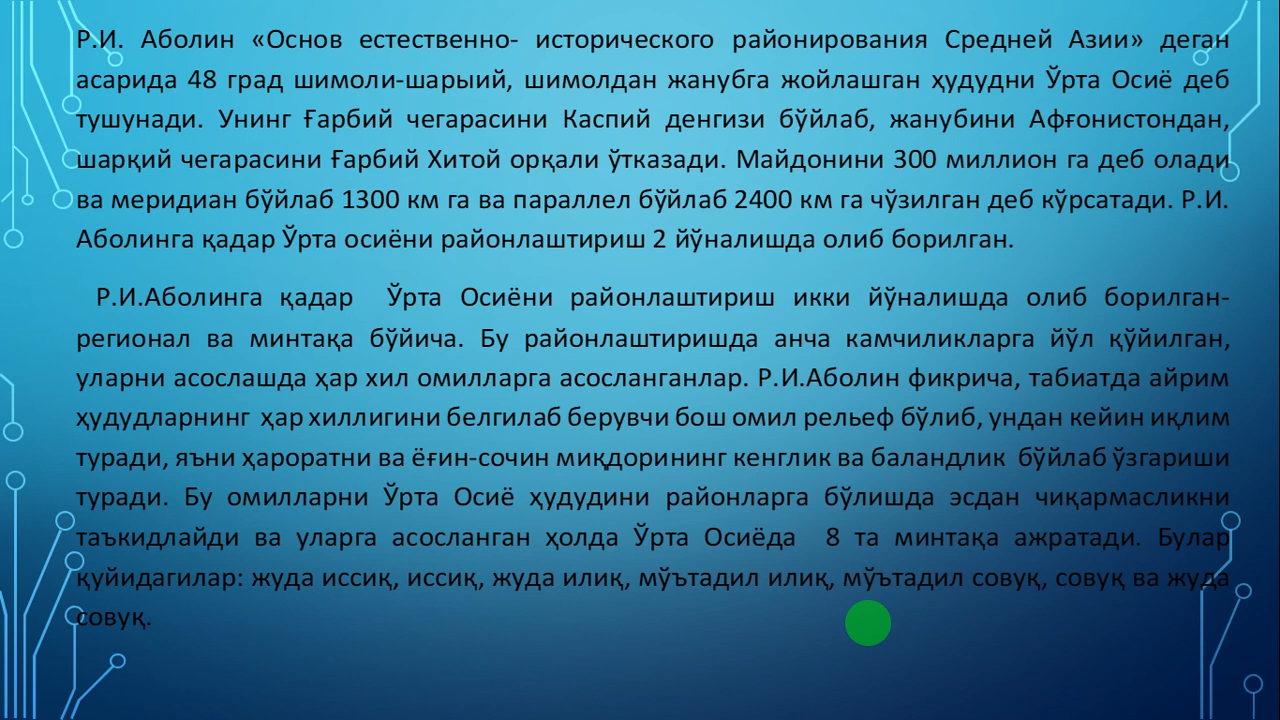 Р.И. Аболин «Основ естественно- исторического районирования Средней Азии» деган
асарида 48 град шимоли-шарыий, шимолдан жанубга жойлашган ҳудудни Ўрта Осиё деб
тушунади. Унинг Ғарбий чегарасини Каспий денгизи бўйлаб, жанубини Афғонистондан,
шарқий чегарасини Ғарбий Хитой орқали ўтказади. Майдонини 300 миллион га деб олади
ва меридиан бўйлаб 1300 км га ва параллел бўйлаб 2400 км га чўзилган деб кўрсатади. Р.И.
Аболинга қадар Ўрта осиёни районлаштириш 2 йўналишда олиб борилган.
Р.И.Аболинга қадар Ўрта Осиёни районлаштириш икки йўналишда олиб борилган-
регионал ва минтақа бўйича. Бу районлаштиришда анча камчиликларга йўл қўйилган,
уларни асослашда ҳар хил омилларга асосланганлар. Р.И.Аболин фикрича, табиатда айрим
ҳудудларнинг ҳар хиллигини белгилаб берувчи бош омил рельеф бўлиб, ундан кейин иқлим
туради, яъни ҳароратни ва ёғин-сочин миқдорининг кенглик ва баландлик бўйлаб ўзгариши
туради. Бу омилларни Ўрта Осиё ҳудудини районларга бўлишда эсдан чиқармасликни
таъкидлайди ва уларга асосланган ҳолда Ўрта Осиёда 8 та минтақа ажратади. Булар
қуйидагилар: жуда иссиқ, иссиқ, жуда илиқ, мўътадил илиқ, мўътадил совуқ, совуқ ва жуда
совуқ.